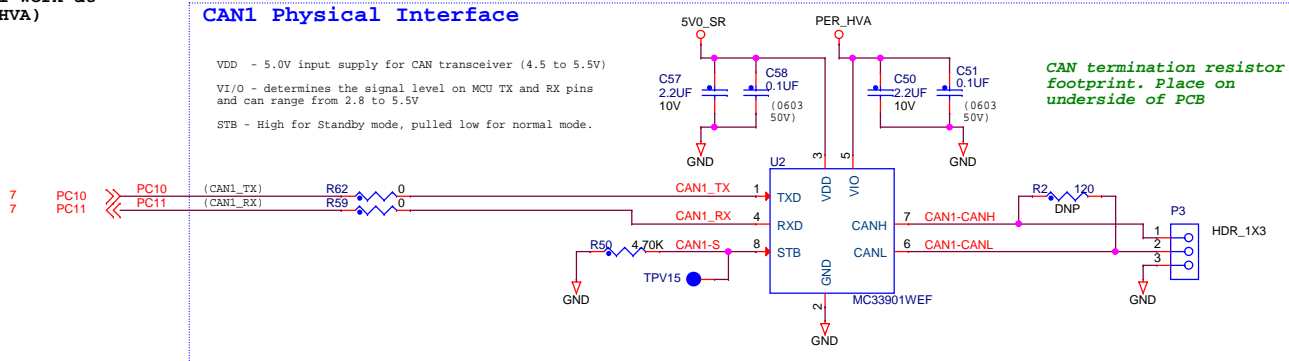 HVA)
CAN1 Physical Interface
VDD - 5.0V input supply for CAN transceiver (4.5 to 5.5V)
VI/O - determines the signal level on MCU TX and RX pins
and can range from 2.8 to 5.5V
STB - High for Standby mode, pulled low for normal mode.
5V0_SR
PER_HVA
C57
2.2UF
10V
C58
0.1UF
(0603
50V)
C50
2.2UF
10V
C51
0.1UF
(0603
50V)
GND
GND
CAN termination resistor
footprint. Place on
underside of PCB
7 PC10 PC10 (CAN1_TX) R62 0 CAN1_TX 1 TXD
7 PC11 PC11 (CAN1_RX) R59 0 CAN1_RX 4 RXD
GND R50 4.70K CAN1-S 8 STB
TPV15
U2
3 VDD
5 VIO
CANH 7 CAN1-CANH
CANL 6 CAN1-CANL
GND 2
MC33901WEF
GND
R2 120
DNP
P3
HDR_1X3
1
2
3
GND